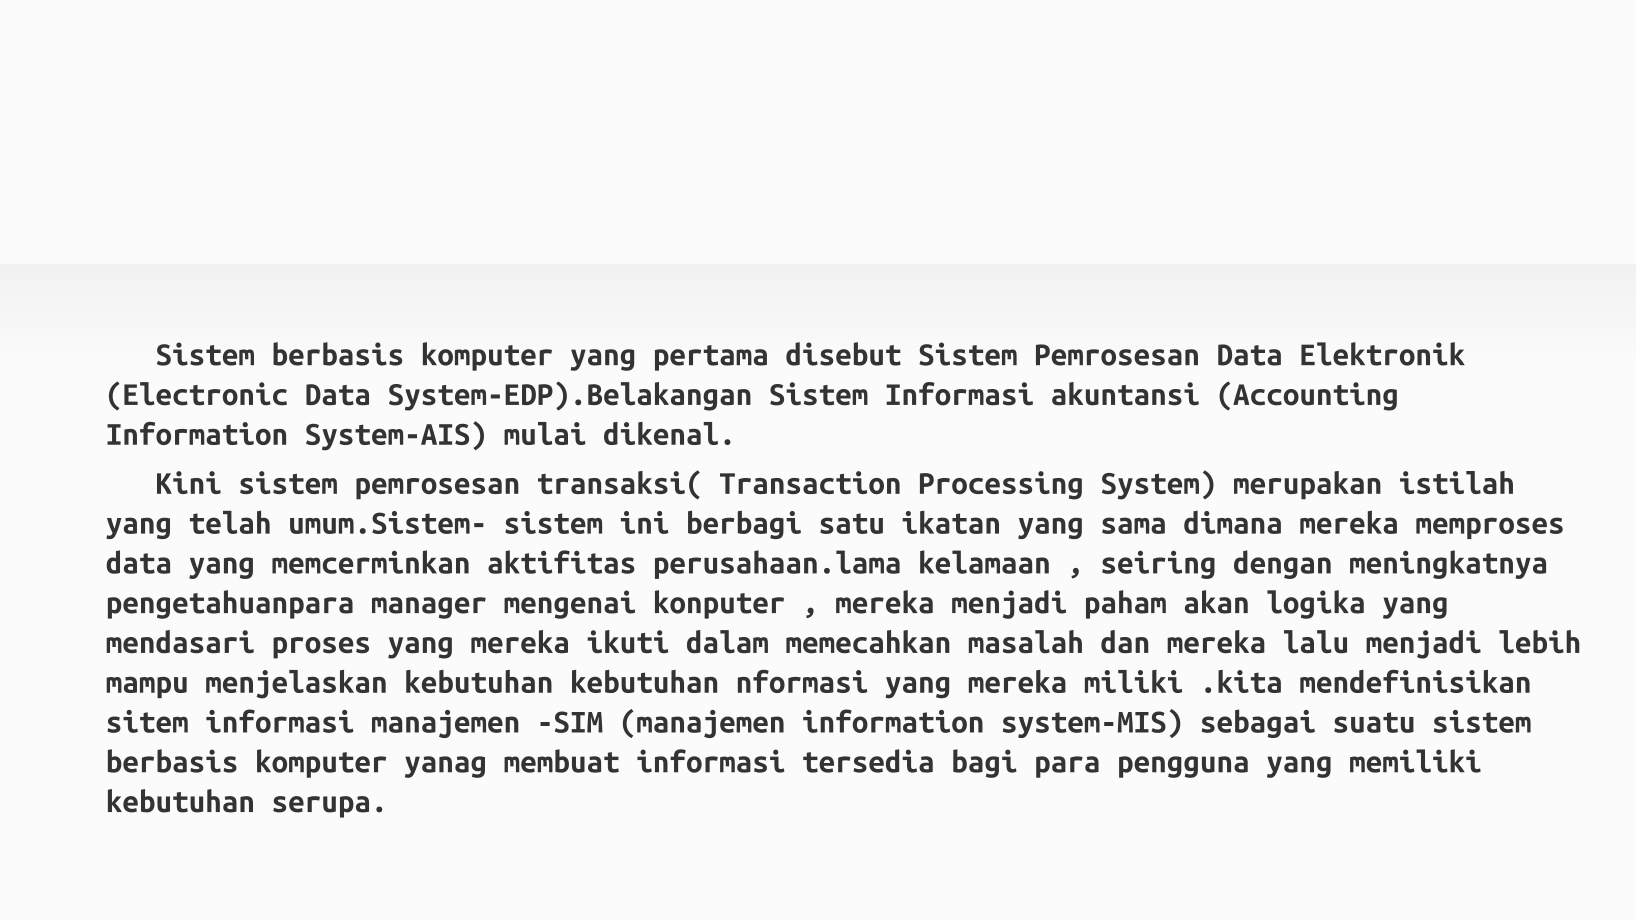 Sistem berbasis komputer yang pertama disebut Sistem Pemrosesan Data Elektronik
(Electronic Data System-EDP).Belakangan Sistem Informasi akuntansi (Accounting
Information System-AIS) mulai dikenal.
Kini sistem pemrosesan transaksi( Transaction Processing System) merupakan istilah
yang telah umum.Sistem- sistem ini berbagi satu ikatan yang sama dimana mereka memproses
data yang memcerminkan aktifitas perusahaan.lama kelamaan , seiring dengan meningkatnya
pengetahuanpara manager mengenai konputer , mereka menjadi paham akan logika yang
mendasari proses yang mereka ikuti dalam memecahkan masalah dan mereka lalu menjadi lebih
mampu menjelaskan kebutuhan kebutuhan nformasi yang mereka miliki .kita mendefinisikan
sitem informasi manajemen -SIM (manajemen information system-MIS) sebagai suatu sistem
berbasis komputer yanag membuat informasi tersedia bagi para pengguna yang memiliki
kebutuhan serupa.